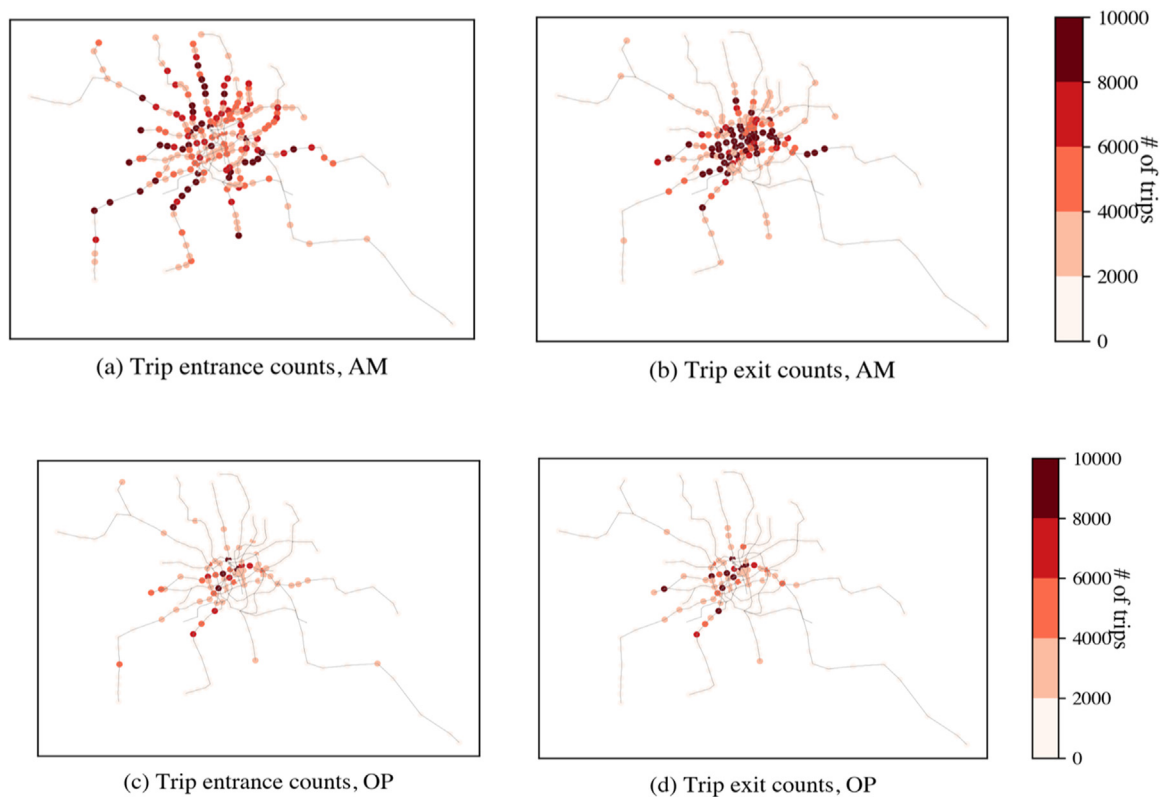 10000
8000
6000
4000
2000
0
# of trips
(a) Trip entrance counts, AM
(b) Trip exit counts, AM
10000
8000
6000
4000
2000
0
# of trips
(c) Trip entrance counts, OP
(d) Trip exit counts, OP